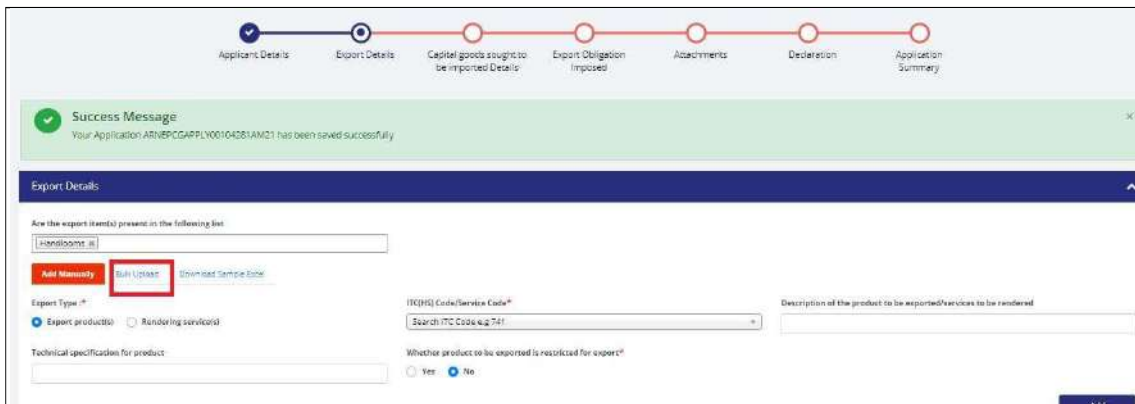 Applicant Details
Export Details
Capital goods sought to
be imported Details
Export Obligation
Imposed
Attachments
Declaration
Application
Summary
Success Message
Your Application ARNEPCGAPPLY00104281AM21 has been saved successfully
Export Details
Are the export item(s) present in the following list
Handlooms
Add Manually Bulk Upload Download Sample Excel
Export Type :* ITC(HS) Code/Service Code* Description of the product to be exported/services to be rendered
Export product(s) Rendering service(s) Search ITC Code e.g 741
Technical specification for product Whether product to be exported is restricted for export*
Yes No